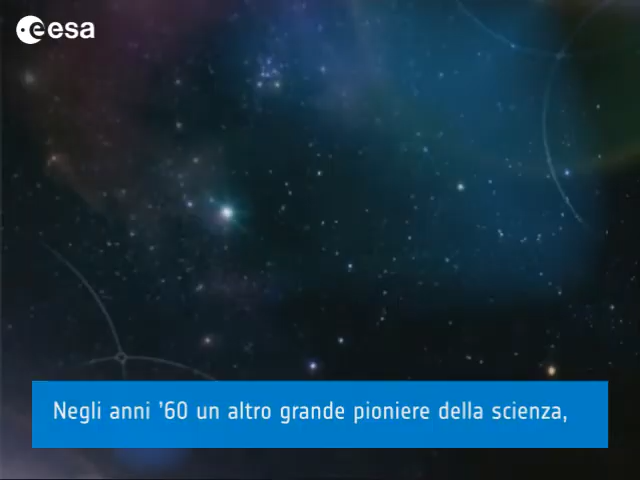 esa
Negli anni ’60 un altro grande pioniere della scienza,